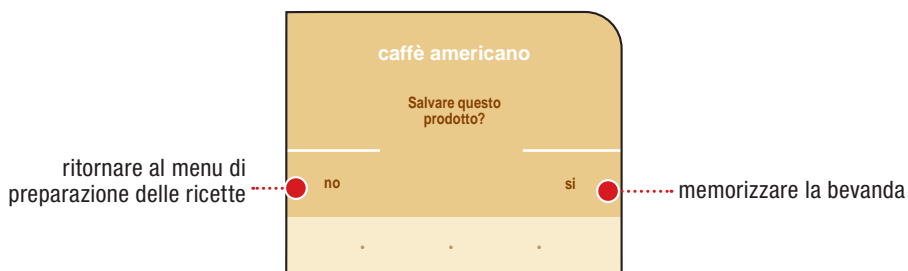 caffè americano
Salvare questo
prodotto?
ritornare al menu di
preparazione delle ricette
no
si
memorizzare la bevanda